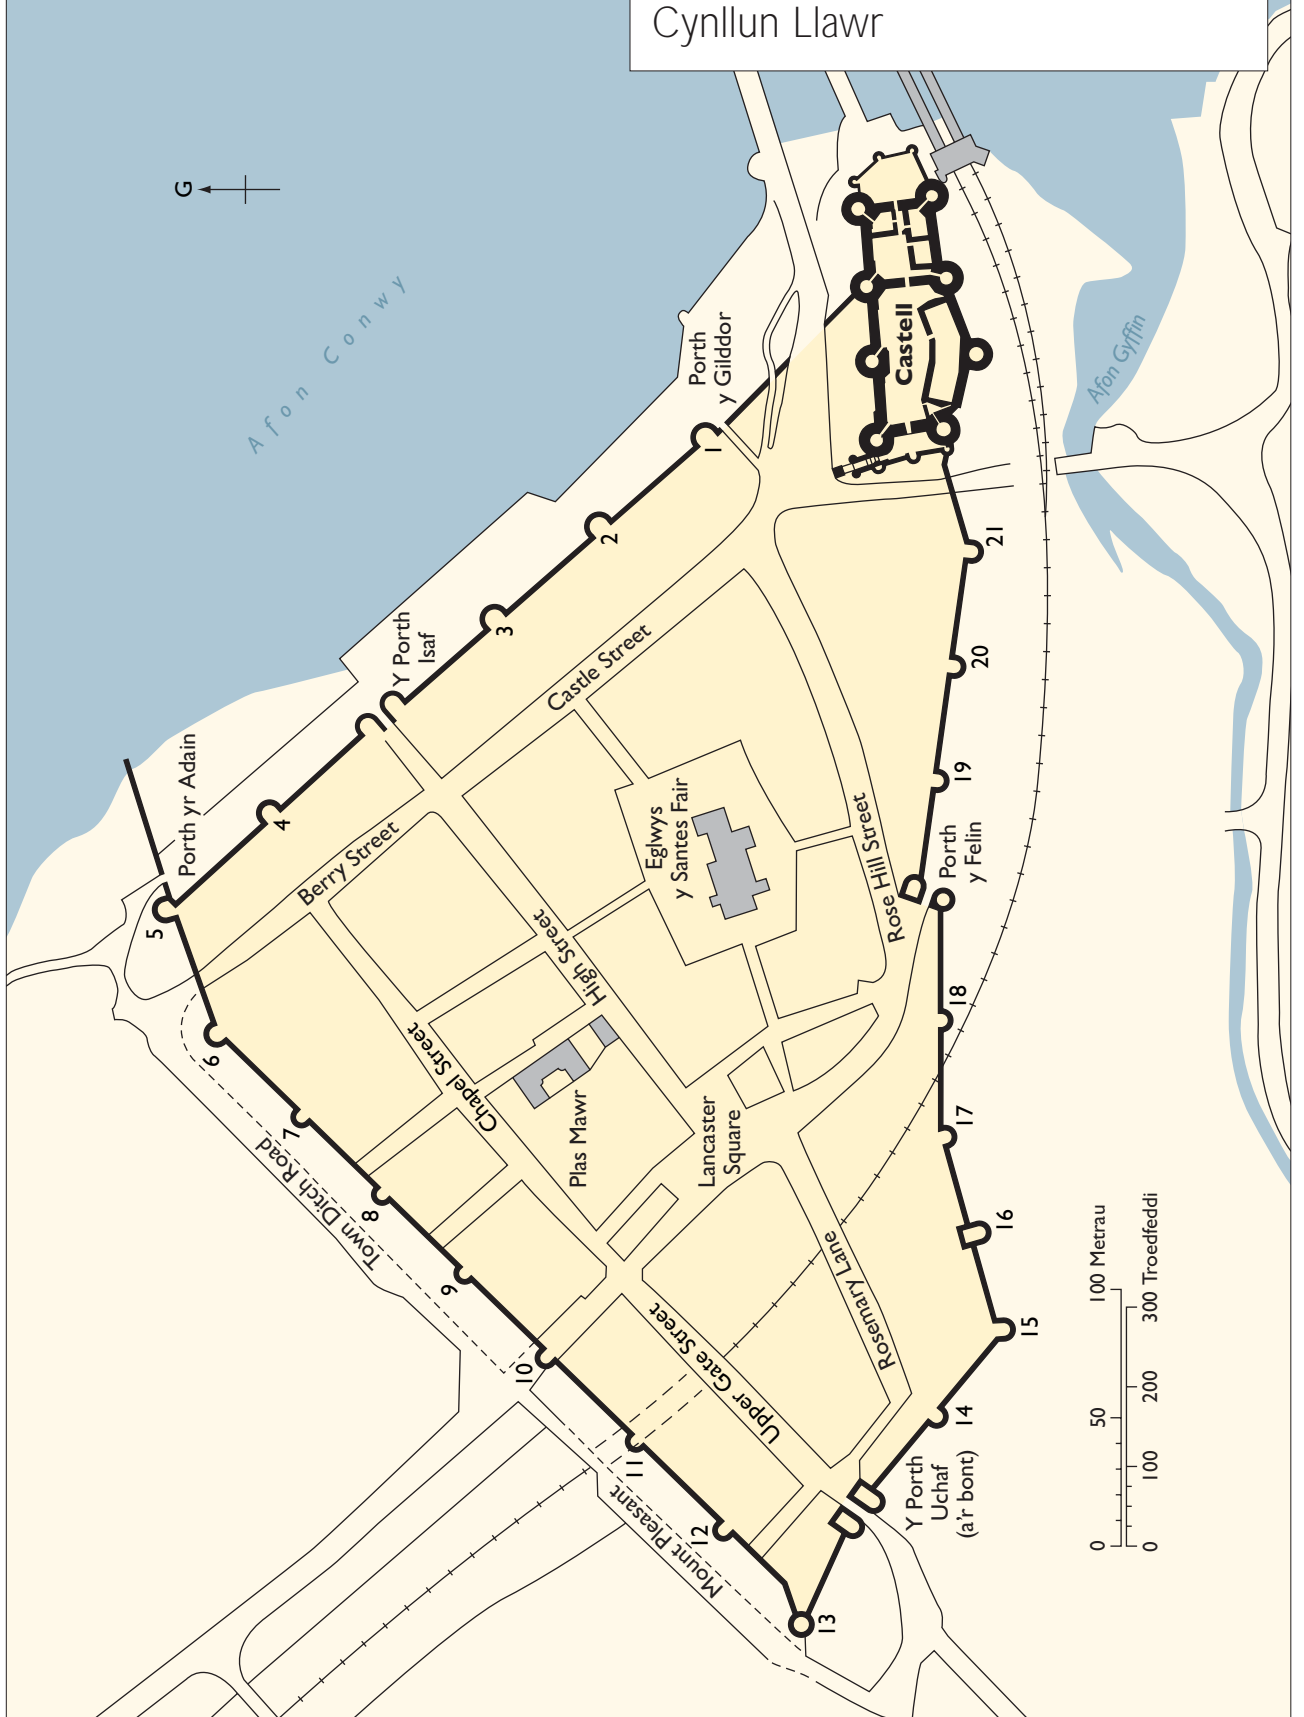 Cynllun Llawr
G
Afon Conwy
Porth
y Gilddor
Castell
Afon Gyffin
1
2
3
Y Porth
Isaf
Porth yr Adain
4
5
6
7
8
9
10
11
12
13
14
15
16
17
18
19
20
21
Castle Street
Berry Street
Eglwys
y Santes Fair
High Street
Rose Hill Street
Porth
y Felin
Chapel Street
Plas Mawr
Lancaster
Square
Town Ditch Road
Upper Gate Street
Rosemary Lane
Mount Pleasant
Y Porth
Uchaf
(a'r bont)
0 50 100 Metrau
0 100 200 300 Troedfeddi